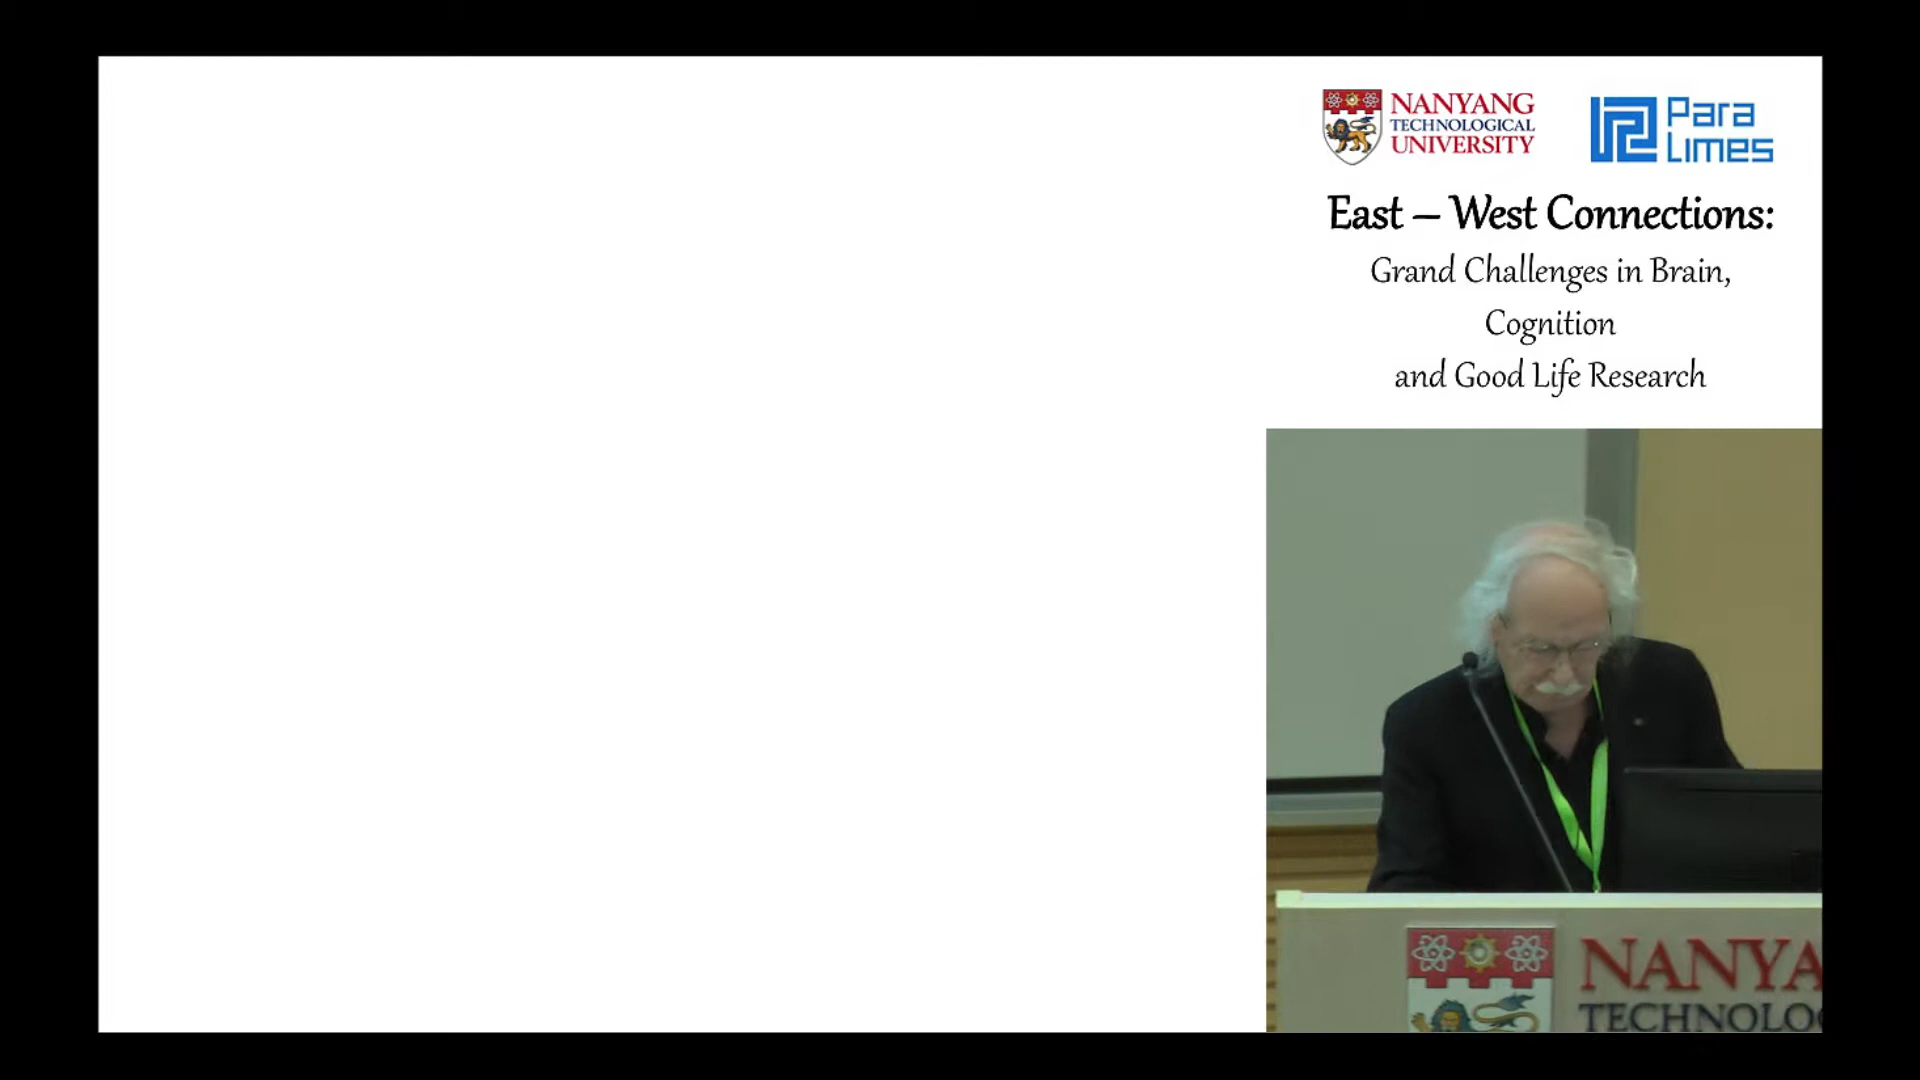 NANYANG
TECHNOLOGICAL
UNIVERSITY
Para
Limes
East – West Connections:
Grand Challenges in Brain,
Cognition
and Good Life Research
NANYA
TECHNOLO